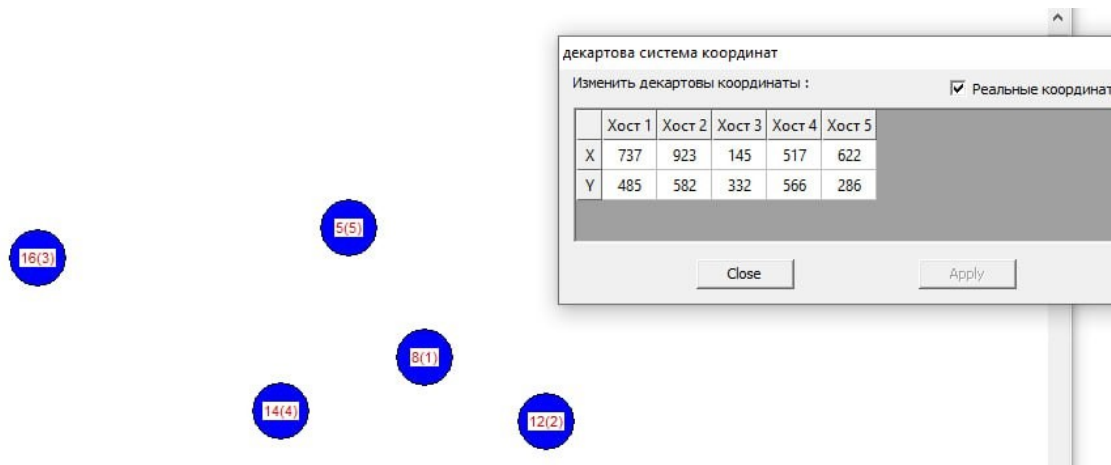 декартова система координат
Изменить декартовы координаты :
Реальные координат
Хост 1 Хост 2 Хост 3 Хост 4 Хост 5
X 737 923 145 517 622
Y 485 582 332 566 286
Close Apply
5(5)
16(3)
8(1)
14(4)
12(2)